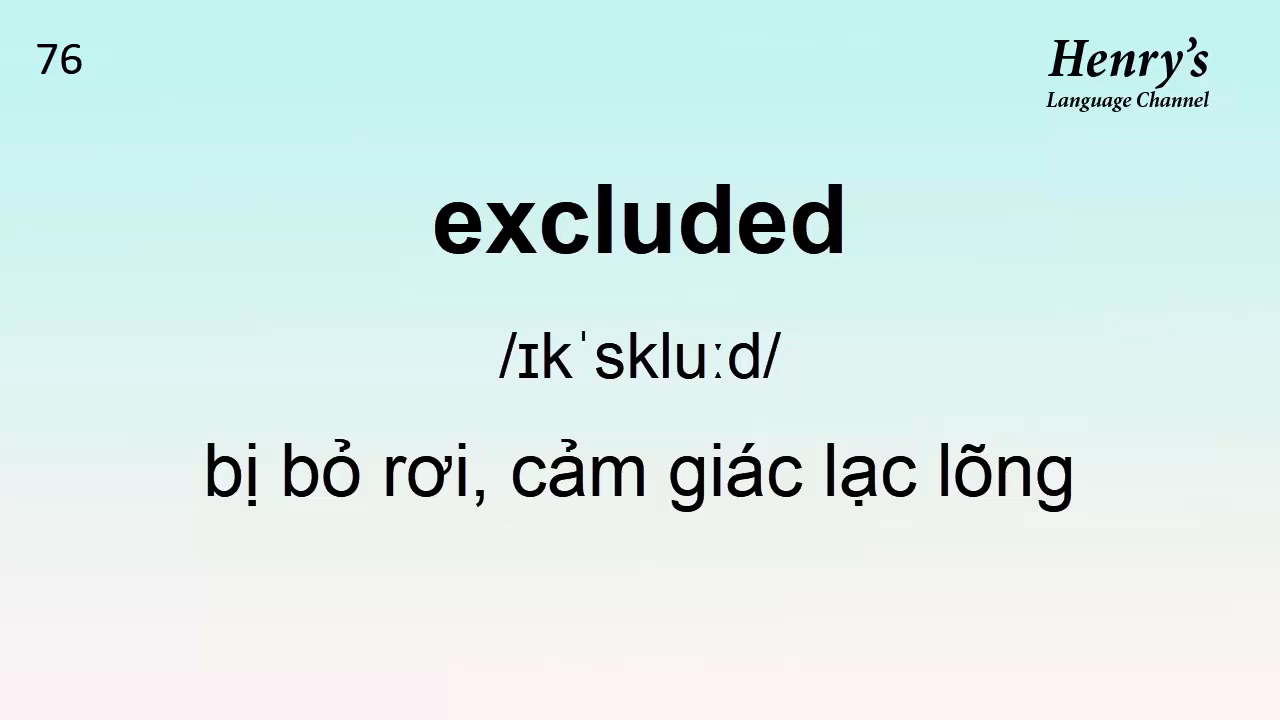 76
Henry's
Language Channel
excluded
/ɪkˈskluːd/
bị bỏ rơi, cảm giác lạc lõng